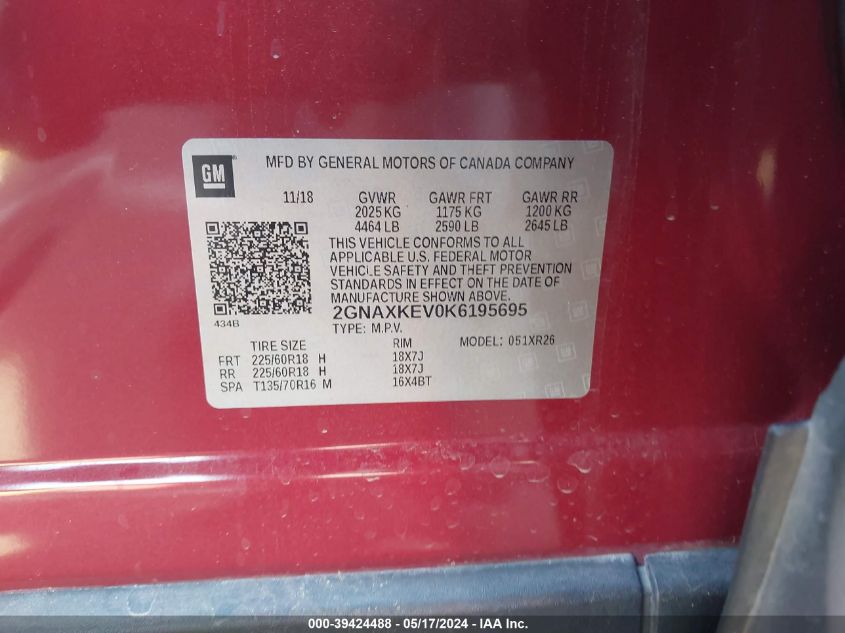 GM
MFD BY GENERAL MOTORS OF CANADA COMPANY
11/18 GVWR GAWR FRT GAWR RR
2025 KG 1175 KG 1200 KG
4464 LB 2590 LB 2645 LB
THIS VEHICLE CONFORMS TO ALL
APPLICABLE U.S. FEDERAL MOTOR
VEHICLE SAFETY AND THEFT PREVENTION
STANDARDS IN EFFECT ON THE DATE OF
MANUFACTURE SHOWN ABOVE.
434B
2GNAXKEV0K6195695
TYPE: M.P.V.
TIRE SIZE RIM MODEL: 051XR26
FRT 225/60R18 H 18X7J
RR 225/60R18 H 18X7J
SPA T135/70R16 M 16X4BT
000-39424488 - 05/17/2024 - IAA, Inc.